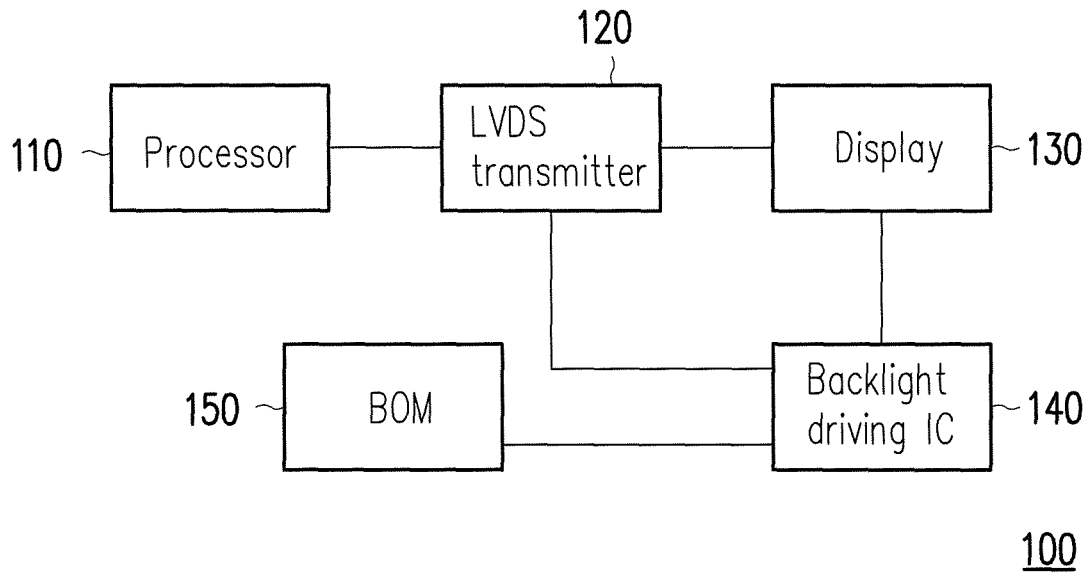 120
110
Processor
LVDS
transmitter
Display
130
150
BOM
Backlight
driving IC
140
100